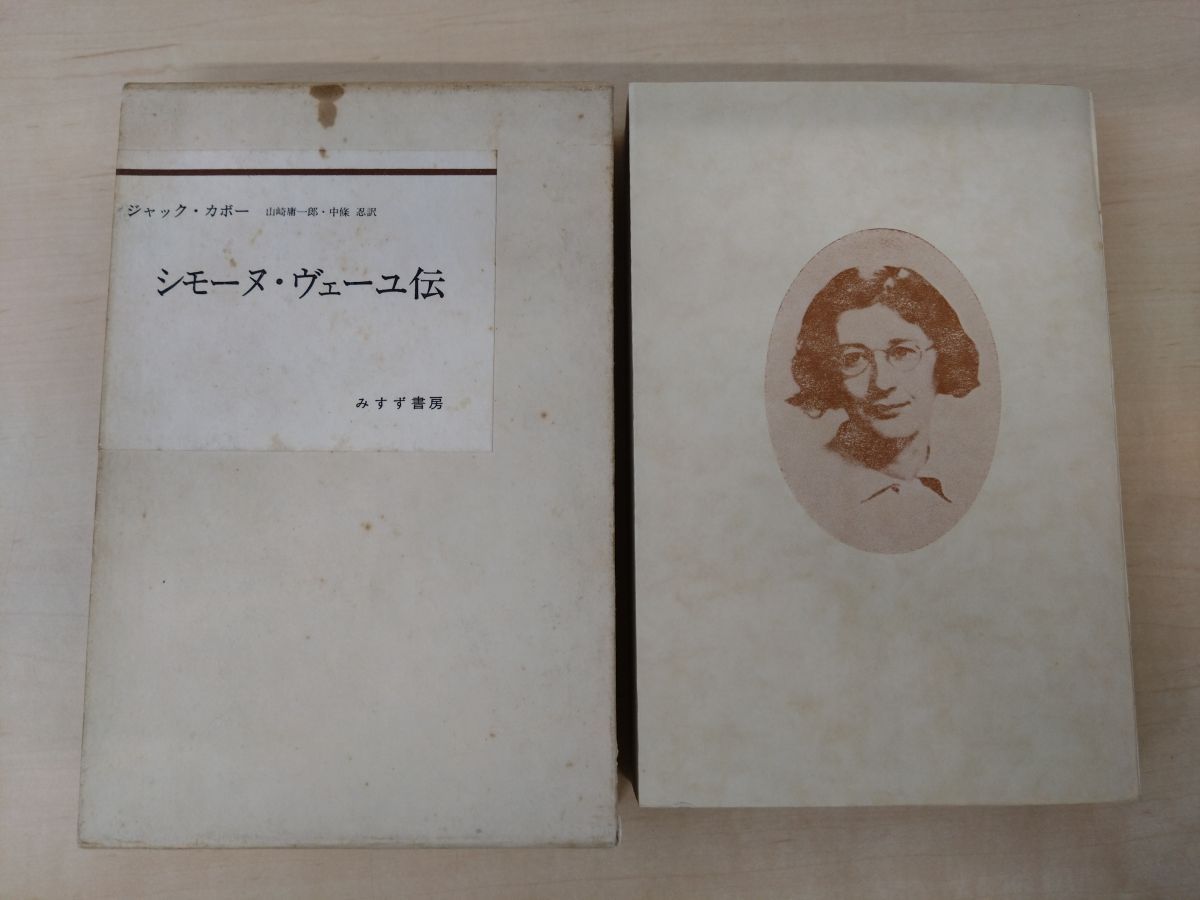 ジャック・カボー 山崎庸一郎・中條 忍訳
シモーヌ・ヴェーユ伝
みすず書房